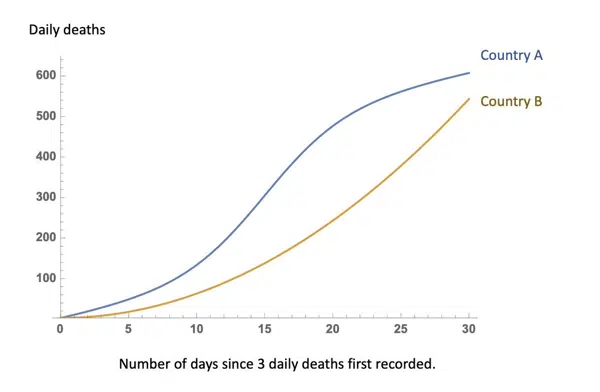 Daily deaths
Country A
600
Country B
500
400
300
200
100
0 5 10 15 20 25 30
Number of days since 3 daily deaths first recorded.